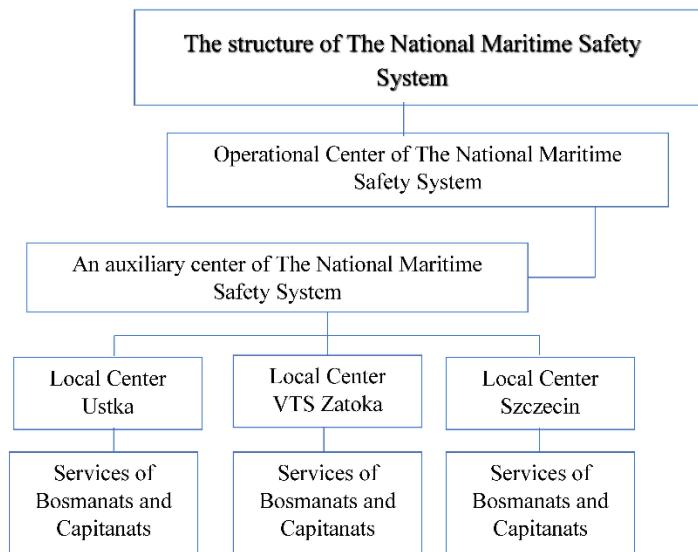 The structure of The National Maritime Safety
System
Operational Center of The National Maritime
Safety System
An auxiliary center of The National Maritime
Safety System
Local Center
Ustka
Local Center
VTS Zatoka
Local Center
Szczecin
Services of
Bosmanats and
Capitanats
Services of
Bosmanats and
Capitanats
Services of
Bosmanats and
Capitanats